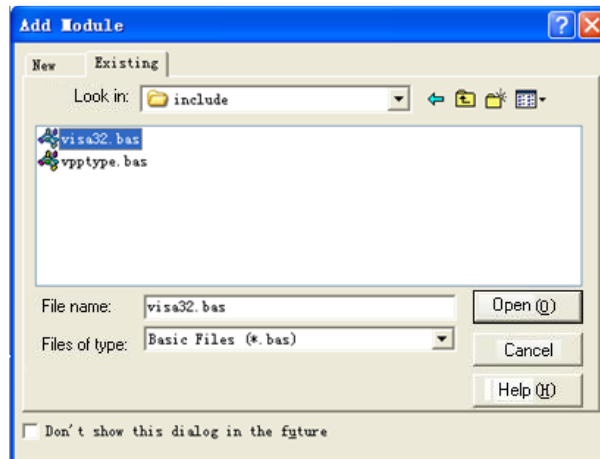 Add Module
New Existing
Look in: include
visa32.bas
vpptype.bas
File name: visa32.bas Open (O)
Files of type: Basic Files (*.bas) Cancel
Help (H)
Don't show this dialog in the future